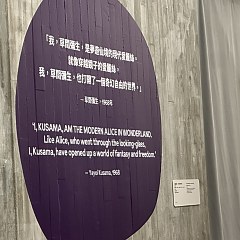 「我，草間彌生，是夢遊仙境的現代愛麗絲。
就像穿越鏡子的愛麗絲，
我，草間彌生，也打開了一個奇幻自由的世界。」
— 草間彌生，1968年
"I, KUSAMA, AM THE MODERN ALICE IN WONDERLAND.
Like Alice, who went through the looking-glass,
I, Kusama, have opened up a world of fantasy and freedom."
— Yayoi Kusama, 1968